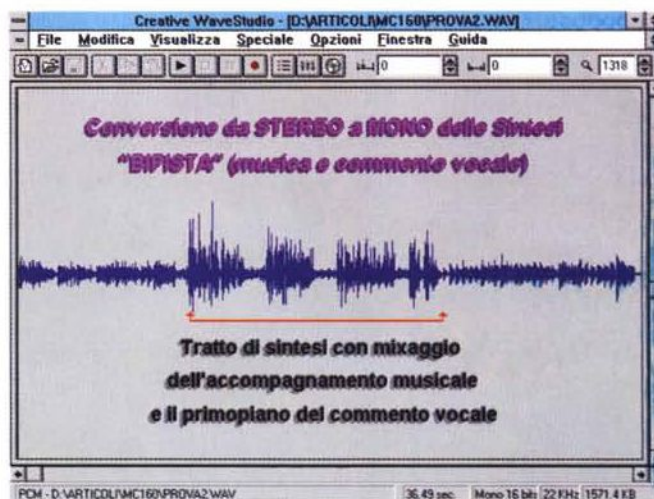 Creative WaveStudio - [D:\ARTICOLI\MC160\PROVA2.WAV]
File Modifica Visualizza Speciale Opzioni Finestra Guida
0 0 1318
Conversione da STEREO a MONO delle Sintesi
"BIPISTA" (musica e commento vocale)
Tratto di sintesi con mixaggio
dell'accompagnamento musicale
e il primopiano del commento vocale
PCM - D:\ARTICOLI\MC160\PROVA2.WAV 36.49 sec. Mono 16 bits 22 KHz 1571.4 KB